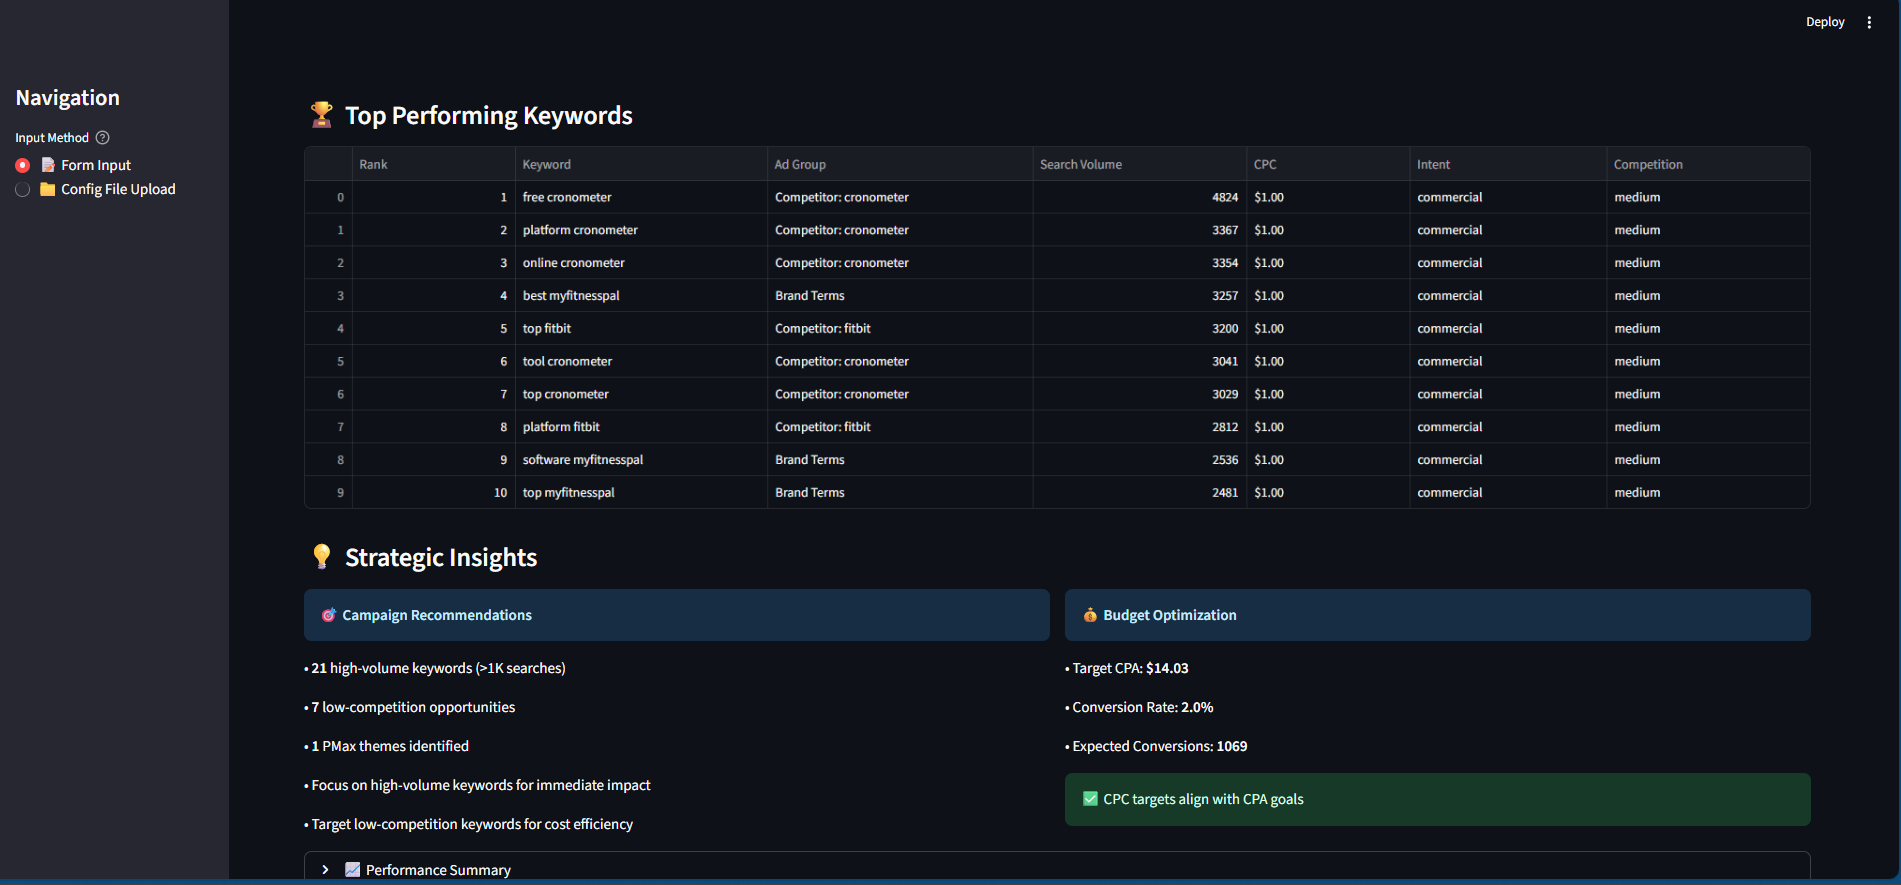 Deploy
Navigation
Input Method
Form Input
Config File Upload
Top Performing Keywords
Rank Keyword Ad Group Search Volume CPC Intent Competition
0 1 free cronometer Competitor: cronometer 4824 $1.00 commercial medium
1 2 platform cronometer Competitor: cronometer 3367 $1.00 commercial medium
2 3 online cronometer Competitor: cronometer 3354 $1.00 commercial medium
3 4 best myfitnesspal Brand Terms 3257 $1.00 commercial medium
4 5 top fitbit Competitor: fitbit 3200 $1.00 commercial medium
5 6 tool cronometer Competitor: cronometer 3041 $1.00 commercial medium
6 7 top cronometer Competitor: cronometer 3029 $1.00 commercial medium
7 8 platform fitbit Competitor: fitbit 2812 $1.00 commercial medium
8 9 software myfitnesspal Brand Terms 2536 $1.00 commercial medium
9 10 top myfitnesspal Brand Terms 2481 $1.00 commercial medium
Strategic Insights
Campaign Recommendations
• 21 high-volume keywords (>1K searches)
• 7 low-competition opportunities
• 1 PMax themes identified
• Focus on high-volume keywords for immediate impact
• Target low-competition keywords for cost efficiency
Budget Optimization
• Target CPA: $14.03
• Conversion Rate: 2.0%
• Expected Conversions: 1069
CPC targets align with CPA goals
Performance Summary